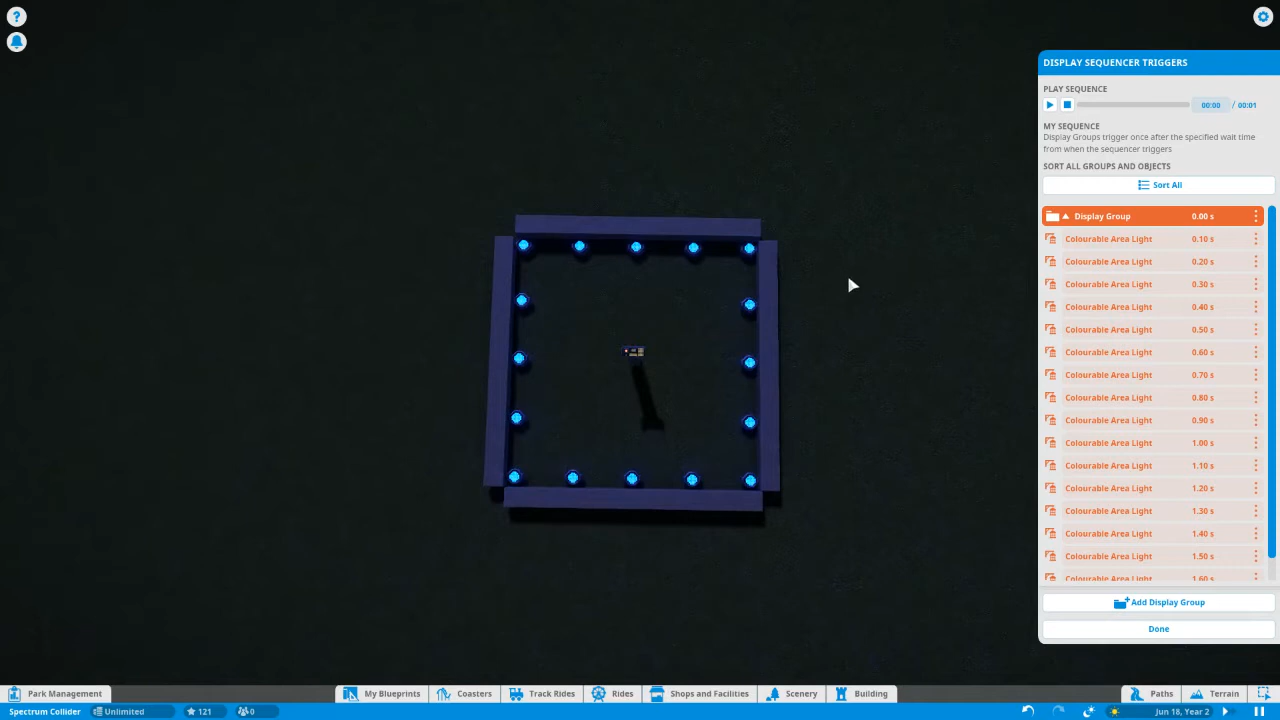 ?
DISPLAY SEQUENCER TRIGGERS
PLAY SEQUENCE
00:00 / 00:01
MY SEQUENCE
Display Groups trigger once after the specified wait time
from when the sequencer triggers
SORT ALL GROUPS AND OBJECTS
Sort All
Display Group 0.00 s
Colourable Area Light 0.10 s
Colourable Area Light 0.20 s
Colourable Area Light 0.30 s
Colourable Area Light 0.40 s
Colourable Area Light 0.50 s
Colourable Area Light 0.60 s
Colourable Area Light 0.70 s
Colourable Area Light 0.80 s
Colourable Area Light 0.90 s
Colourable Area Light 1.00 s
Colourable Area Light 1.10 s
Colourable Area Light 1.20 s
Colourable Area Light 1.30 s
Colourable Area Light 1.40 s
Colourable Area Light 1.50 s
Colourable Area Light 1.60 s
Add Display Group
Done
Park Management My Blueprints Coasters Track Rides Rides Shops and Facilities Scenery Building Paths Terrain
Spectrum Collider Unlimited 121 0 Jun 18, Year 2